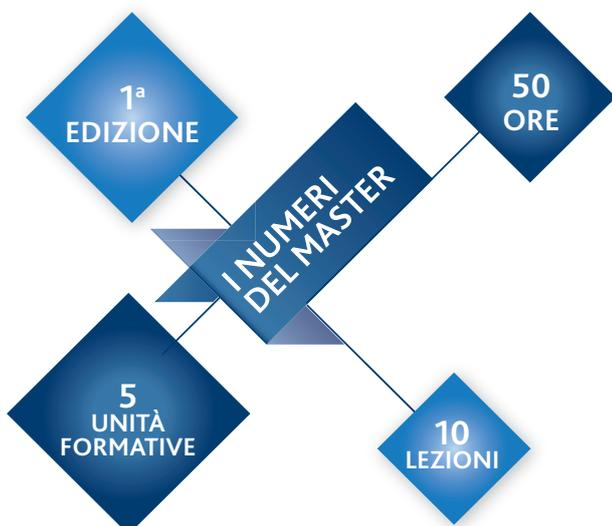 1ª
EDIZIONE
50
ORE
I NUMERI
DEL MASTER
5
UNITÀ
FORMATIVE
10
LEZIONI